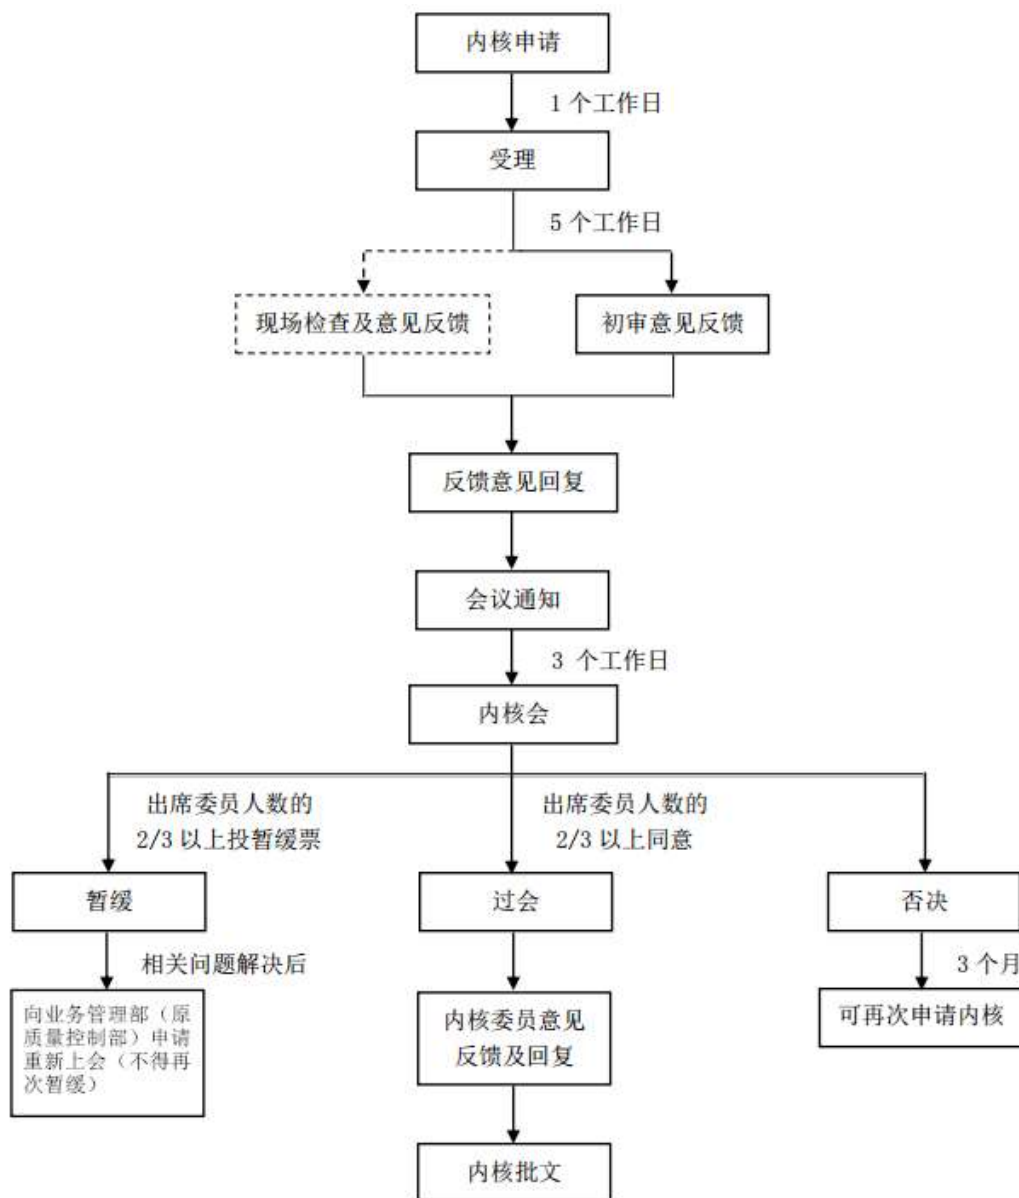 内核申请
1 个工作日
受理
5 个工作日
现场检查及意见反馈
初审意见反馈
反馈意见回复
会议通知
3 个工作日
内核会
出席委员人数的
2/3 以上投暂缓票
出席委员人数的
2/3 以上同意
暂缓
过会
否决
相关问题解决后
3 个月
向业务管理部（原
质量控制部）申请
重新上会（不得再
次暂缓）
内核委员意见
反馈及回复
可再次申请内核
内核批文